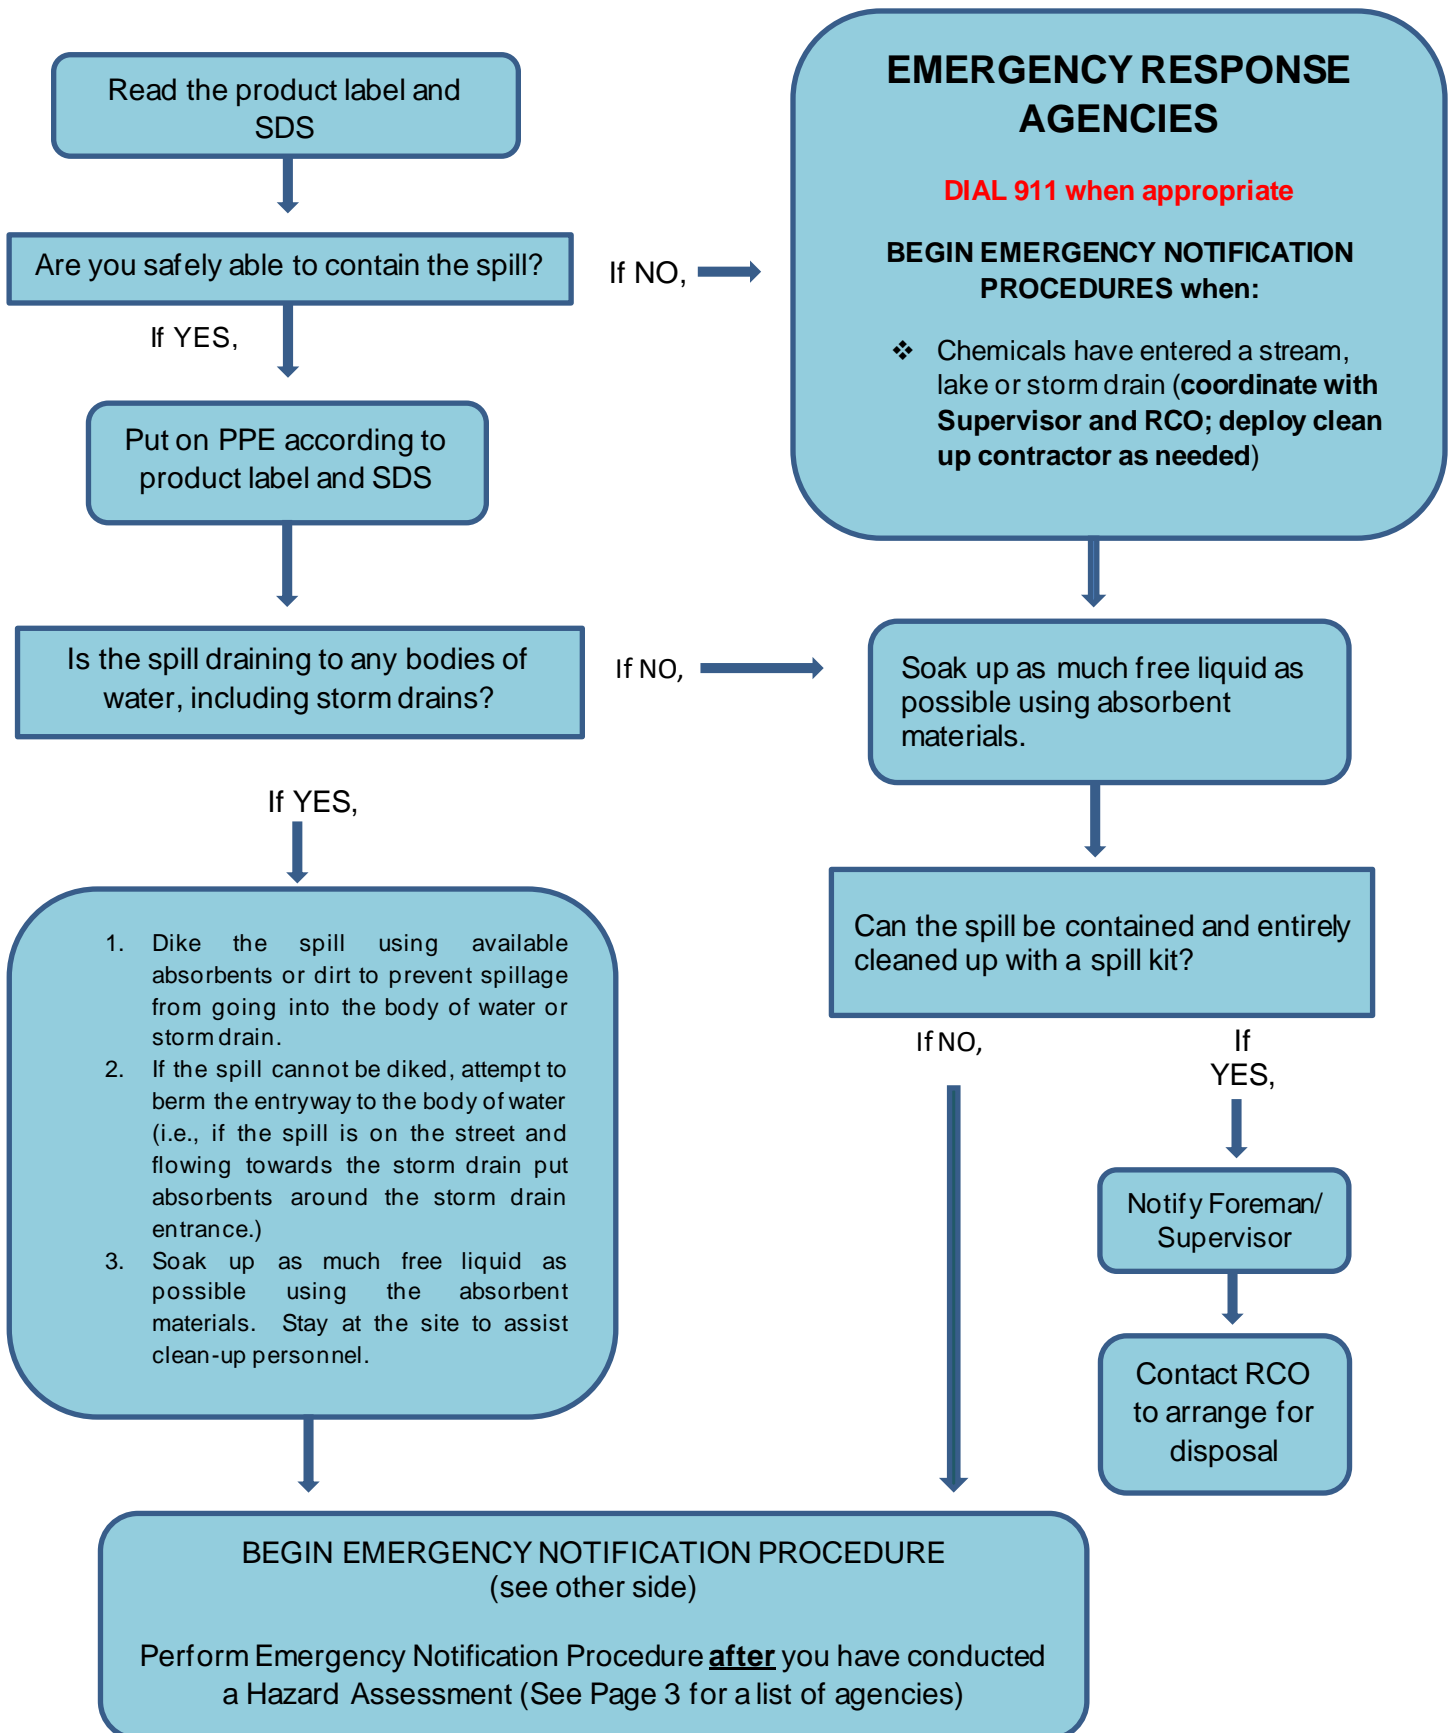 Read the product label and
SDS
Are you safely able to contain the spill?
If NO,
If YES,
Put on PPE according to
product label and SDS
Is the spill draining to any bodies of
water, including storm drains?
If NO,
If YES,
1. Dike the spill using available
absorbents or dirt to prevent spillage
from going into the body of water or
storm drain.
2. If the spill cannot be diked, attempt to
berm the entryway to the body of water
(i.e., if the spill is on the street and
flowing towards the storm drain put
absorbents around the storm drain
entrance.)
3. Soak up as much free liquid as
possible using the absorbent
materials. Stay at the site to assist
clean-up personnel.
EMERGENCY RESPONSE
AGENCIES
DIAL 911 when appropriate
BEGIN EMERGENCY NOTIFICATION
PROCEDURES when:
❖ Chemicals have entered a stream,
lake or storm drain (coordinate with
Supervisor and RCO; deploy clean
up contractor as needed)
Soak up as much free liquid as
possible using absorbent
materials.
Can the spill be contained and entirely
cleaned up with a spill kit?
If NO,
If
YES,
Notify Foreman/
Supervisor
Contact RCO
to arrange for
disposal
BEGIN EMERGENCY NOTIFICATION PROCEDURE
(see other side)
Perform Emergency Notification Procedure after you have conducted
a Hazard Assessment (See Page 3 for a list of agencies)